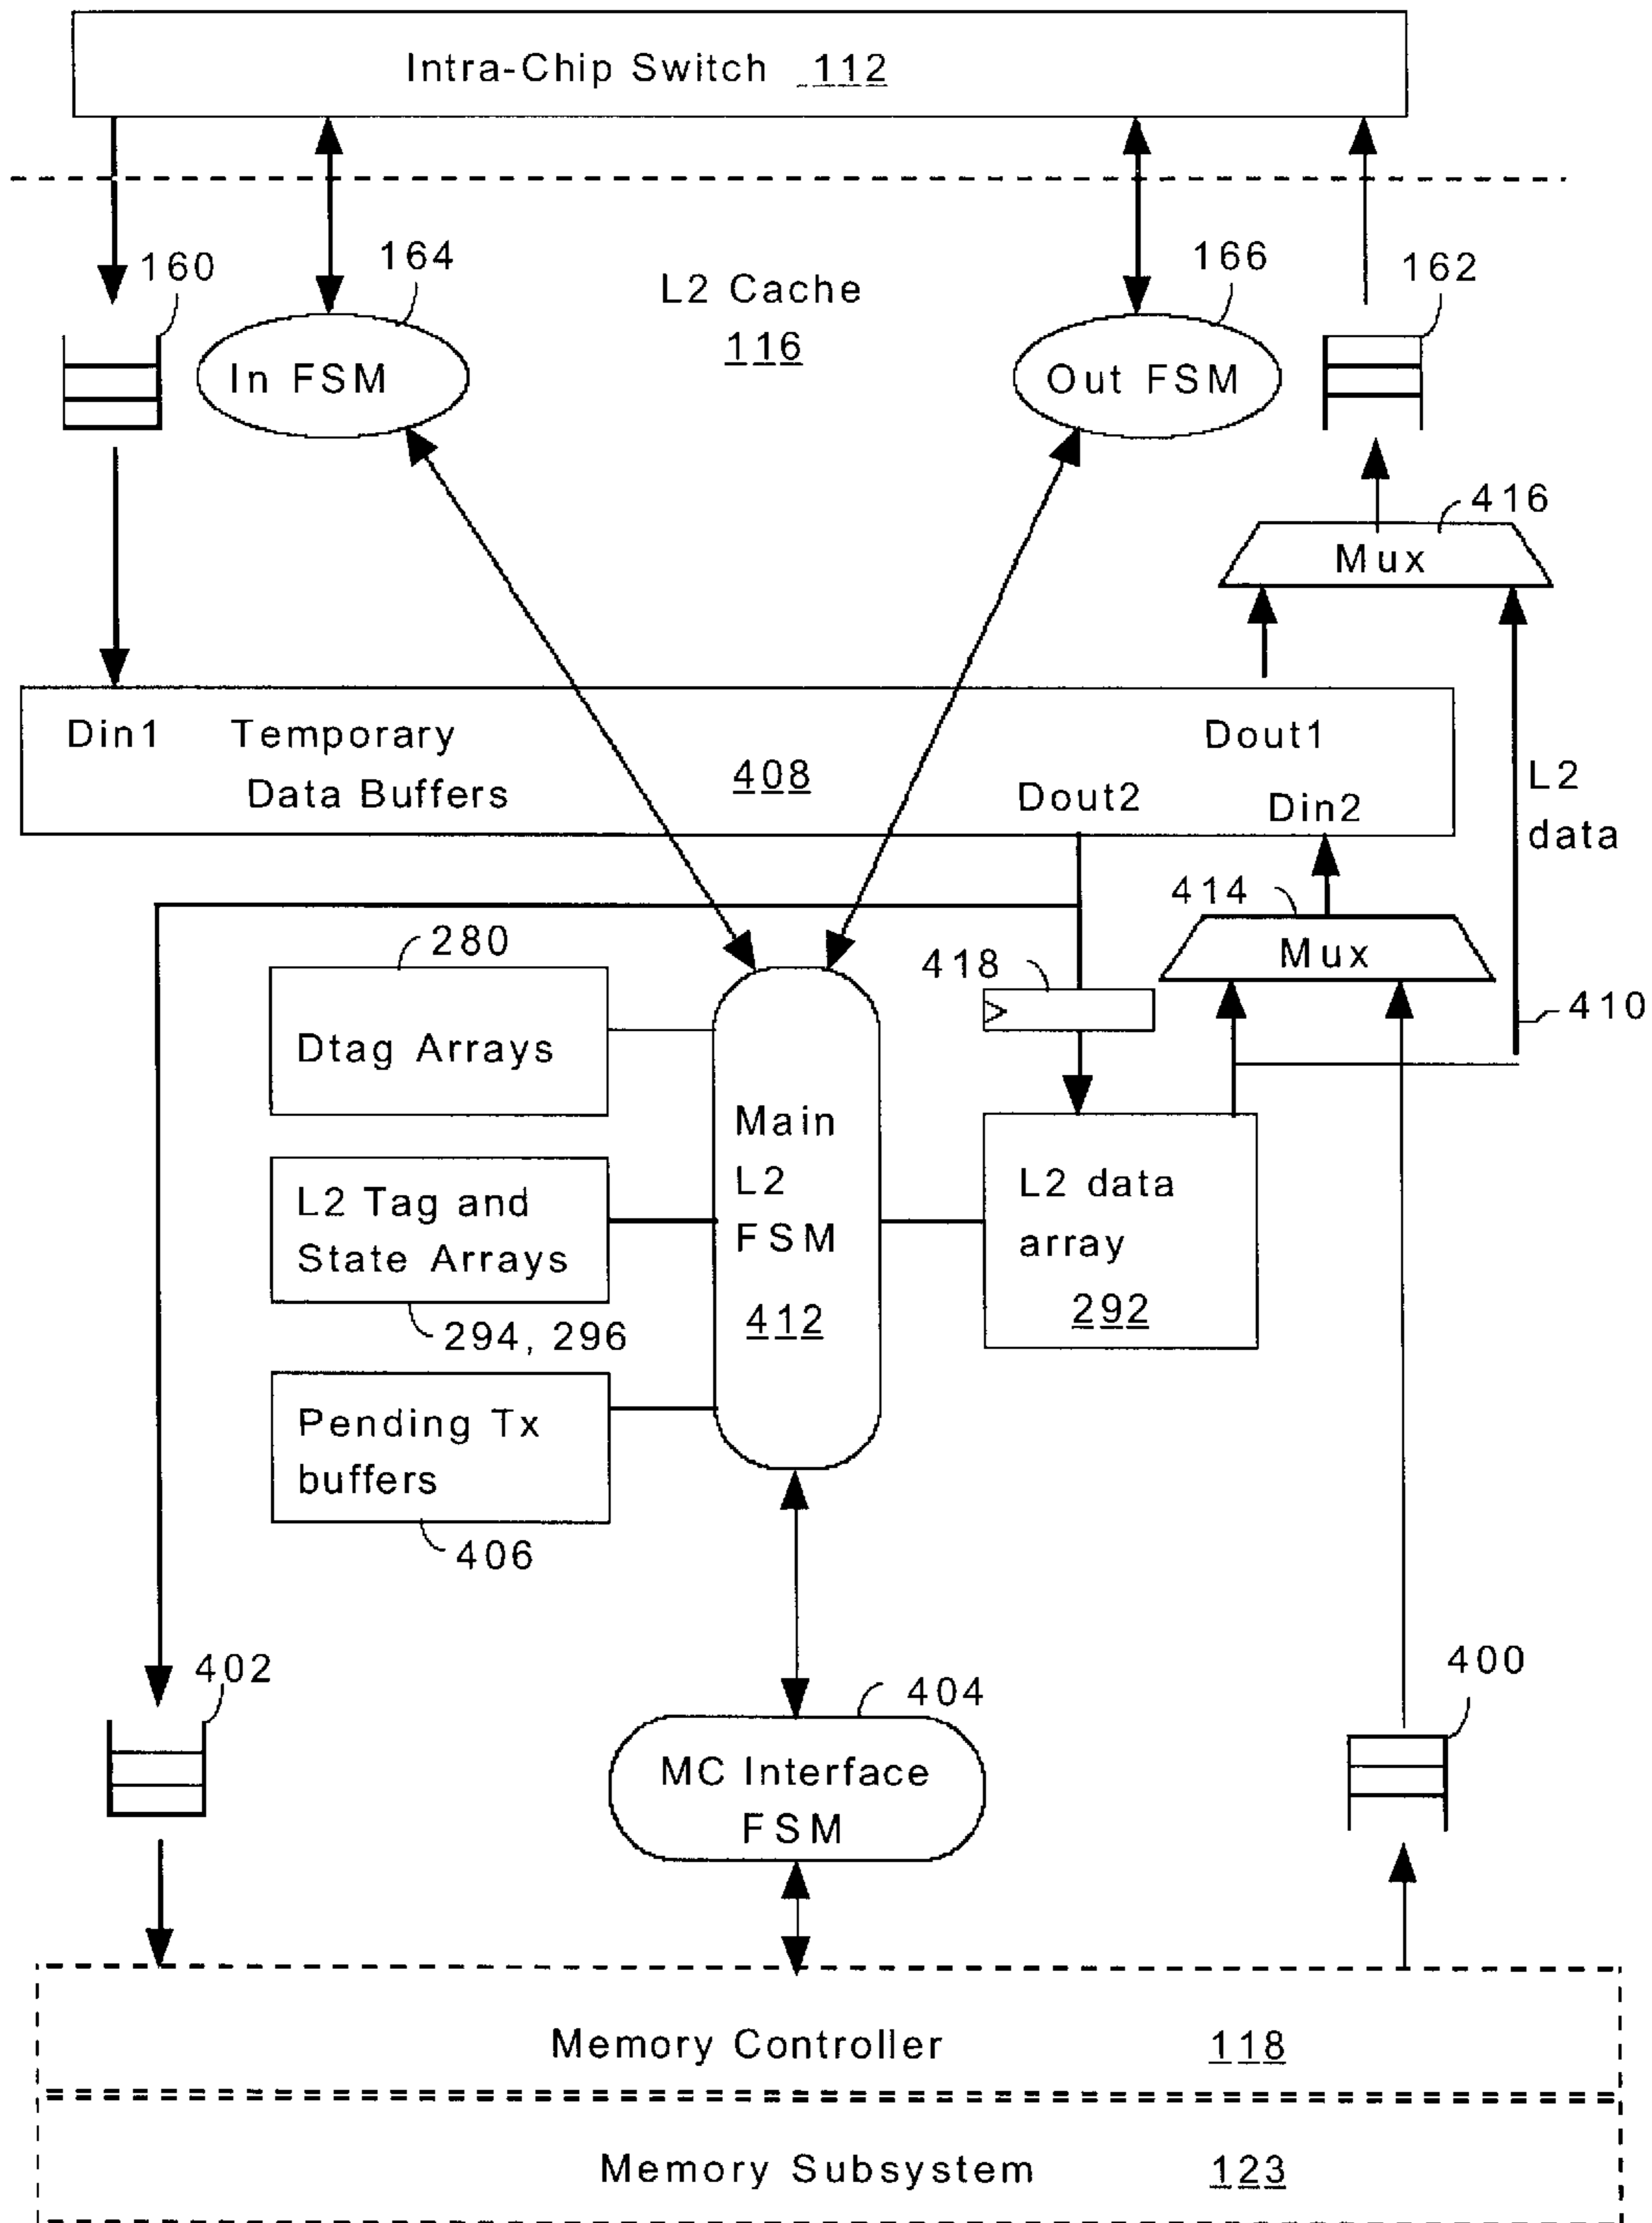 Intra-Chip Switch 112
160
164
L2 Cache
116
166
162
In FSM
Out FSM
416
Mux
Din1 Temporary
Data Buffers
408
Dout1
Dout2
Din2
L2
data
414
Mux
280
418
410
Dtag Arrays
Main
L2
FSM
412
L2 Tag and
State Arrays
294, 296
L2 data
array
292
Pending Tx
buffers
406
402
404
400
MC Interface
FSM
Memory Controller 118
Memory Subsystem 123